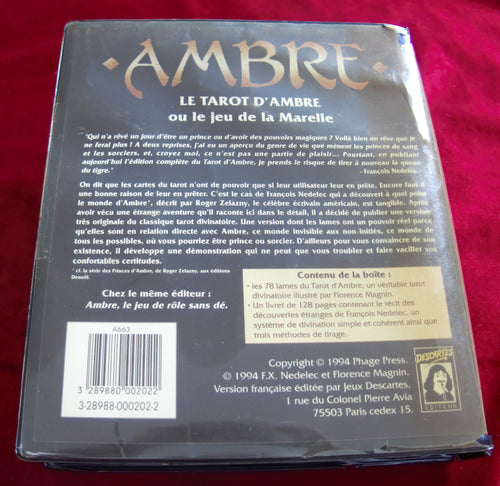 ·AMBRE·
LE TAROT D'AMBRE
ou le jeu de la Marelle
"Qui n'a rêvé un jour d'être un prince ou d'avoir des pouvoirs magiques ? Voilà bien un rêve que je
ne ferai plus ! A deux reprises, j'ai eu un aperçu du genre de vie que mènent les princes de sang
et les sorciers, et, croyez moi, ce n'est pas une partie de plaisir... Pourtant, en publiant
aujourd'hui l'édition complète du Tarot d'Ambre, je prends le risque de tirer à nouveau la queue
du tigre."
- François Nedelec.
On dit que les cartes du tarot n'ont de pouvoir que si leur utilisateur leur en prête. Encore faut-il
une bonne raison de leur en prêter. C'est le cas de François Nedelec qui a découvert à quel point
le monde d'Ambre*, décrit par Roger Zelazny, le célèbre écrivain américain, est tangible. Après
avoir vécu une étrange aventure qu'il raconte ici dans le détail, il a décidé de publier une version
très originale du classique tarot divinatoire. Une version dont les lames ont un pouvoir réel parce
qu'elles sont en relation directe avec Ambre, ce monde invisible aux non initiés, ce monde de
tous les possibles, où vous pourriez être prince ou sorcier. D'ailleurs pour vous convaincre de son
existence, il développe une démonstration qui ne peut que vous troubler et faire vaciller vos
confortables certitudes.
* cf. la série des Princes d'Ambre, de Roger Zelazny, aux éditions
Denoël.
Chez le même éditeur :
Ambre, le jeu de rôle sans dé.
Contenu de la boîte :
- les 78 lames du Tarot d'Ambre, un véritable tarot
divinatoire illustré par Florence Magnin.
- Un livret de 128 pages contenant le récit des
découvertes étranges de François Nedelec, un
système de divination simple et cohérent ainsi que
trois méthodes de tirage.
A663
3 289880 002022
3-28988-000202-2
Copyright © 1994 Phage Press.
© 1994 F.X. Nedelec et Florence Magnin.
Version française éditée par Jeux Descartes.
1 rue du Colonel Pierre Avia
75503 Paris cedex 15.
DESCARTES
EDITEUR